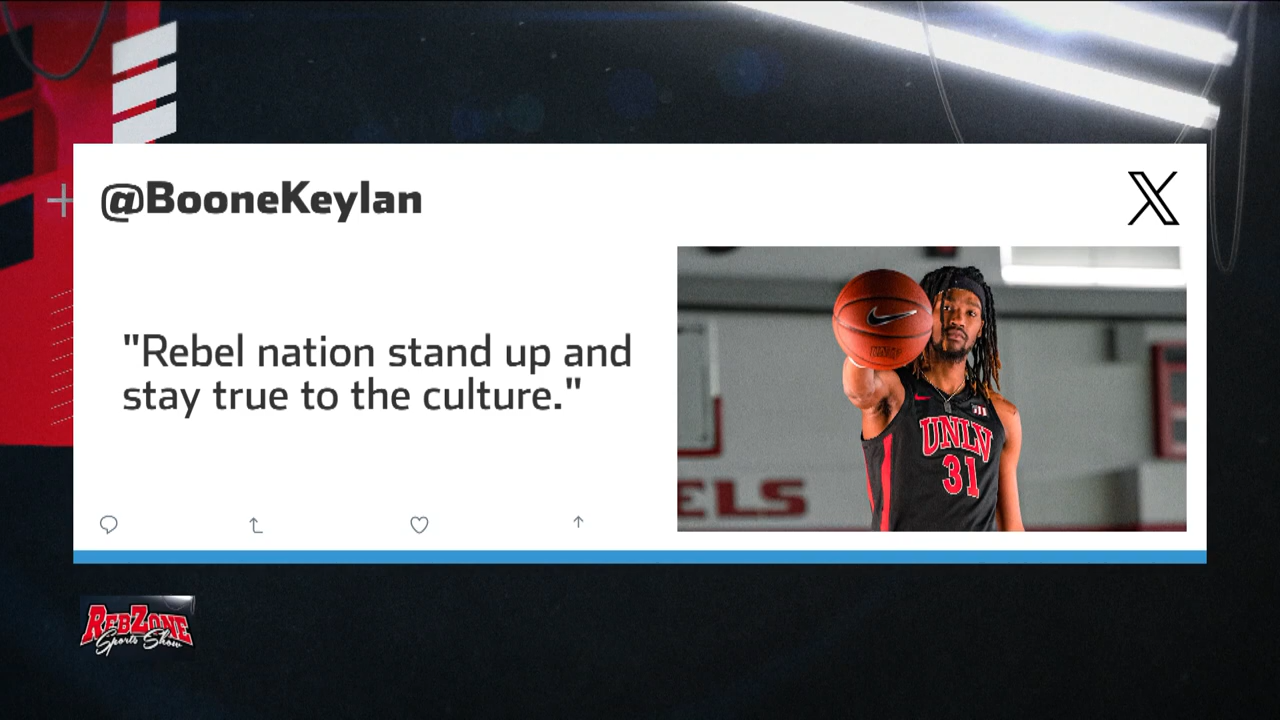 @BooneKeylan
"Rebel nation stand up and
stay true to the culture."
UNLV
31
ELS
REBZONE
Sports Show